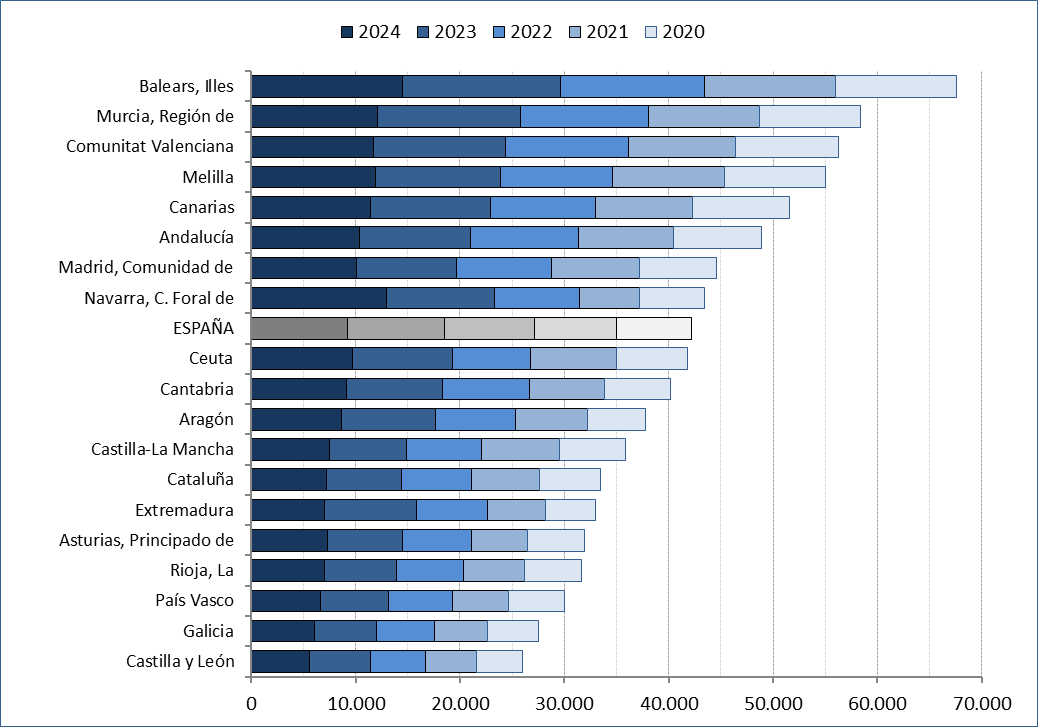 2024 2023 2022 2021 2020
Balears, Illes
Murcia, Región de
Comunitat Valenciana
Melilla
Canarias
Andalucía
Madrid, Comunidad de
Navarra, C. Foral de
ESPAÑA
Ceuta
Cantabria
Aragón
Castilla-La Mancha
Cataluña
Extremadura
Asturias, Principado de
Rioja, La
País Vasco
Galicia
Castilla y León
0 10.000 20.000 30.000 40.000 50.000 60.000 70.000